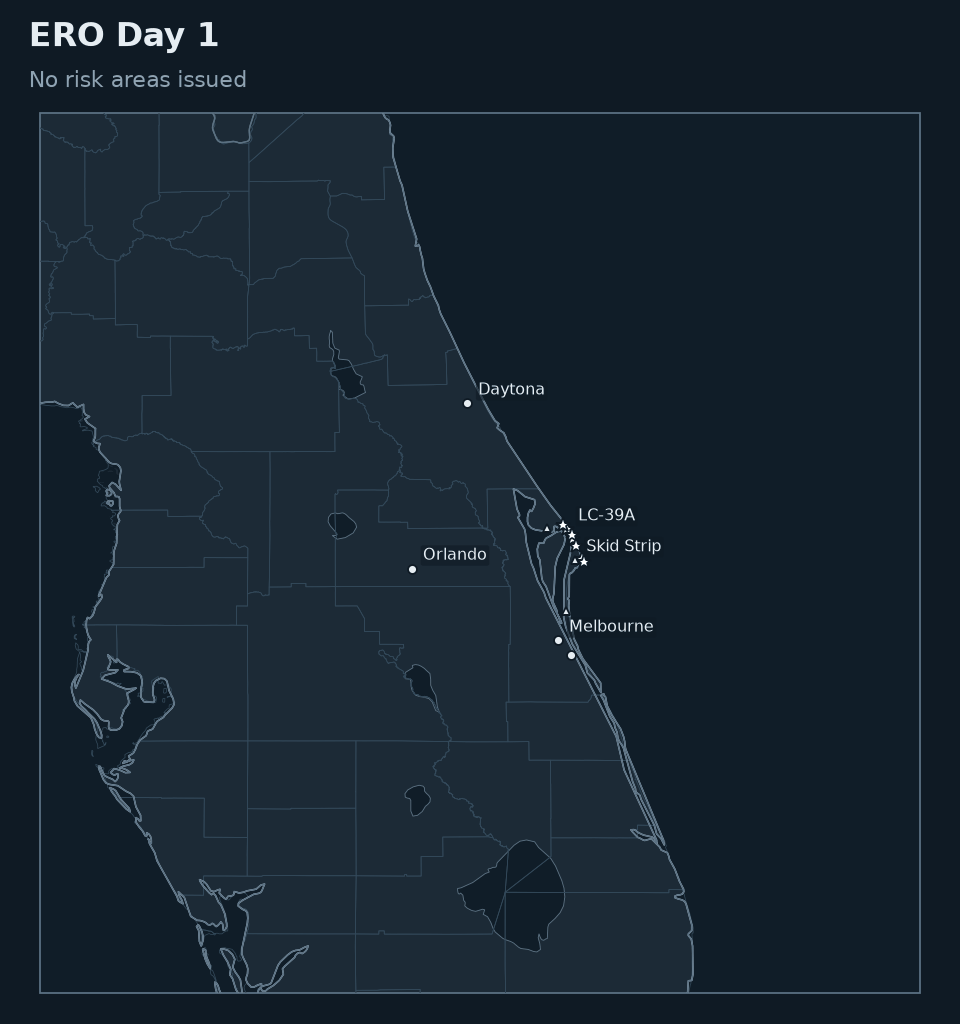 ERO Day 1
No risk areas issued
Daytona
LC-39A
Skid Strip
Orlando
Melbourne